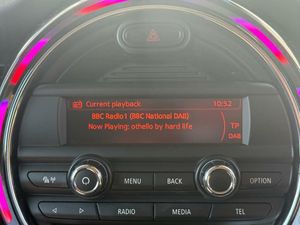 Current playback 10:52
BBC Radio1 (BBC National DAB)
Now Playing: othello by hard life
TP
DAB
MENU BACK OPTION
RADIO MEDIA TEL